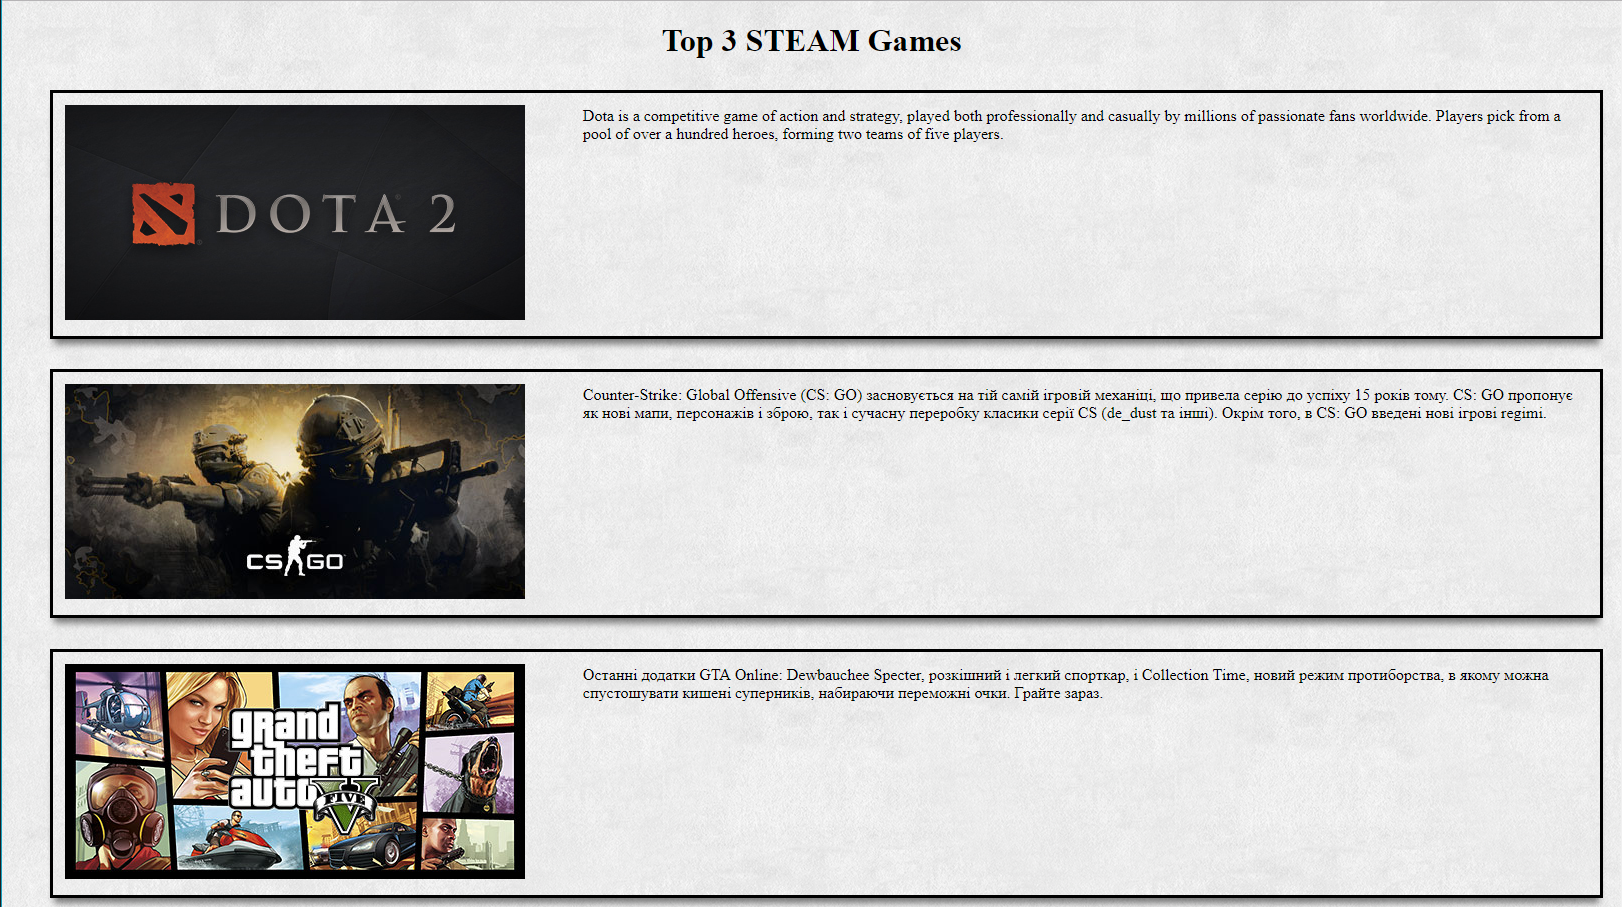 Top 3 STEAM Games
DOTA 2
Dota is a competitive game of action and strategy, played both professionally and casually by millions of passionate fans worldwide. Players pick from a
pool of over a hundred heroes, forming two teams of five players.
CS GO
Counter-Strike: Global Offensive (CS: GO) засновується на тій самій ігровій механіці, що привела серію до успіху 15 років тому. CS: GO пропонує
як нові мапи, персонажів і зброю, так і сучасну переробку класики серії CS (de_dust та інші). Окрім того, в CS: GO введені нові ігрові regimi.
grand
theft
auto V
FIVE
Останні додатки GTA Online: Dewbauchee Specter, розкішний і легкий спорткар, і Collection Time, новий режим протиборства, в якому можна
спустошувати кишені суперників, набираючи переможні очки. Грайте зараз.